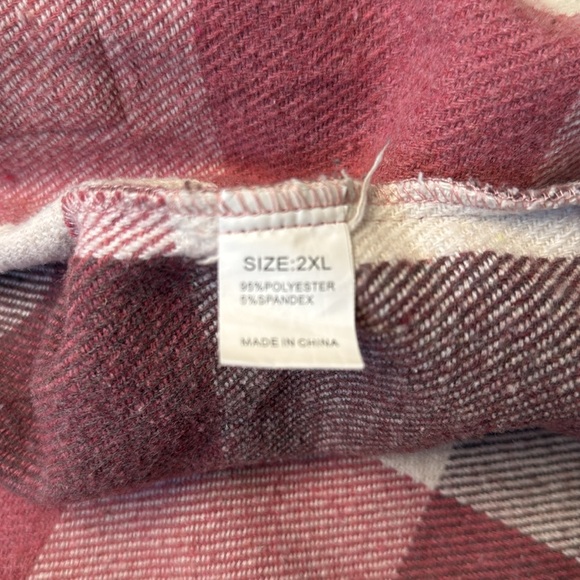 SIZE:2XL
95%POLYESTER
5%SPANDEX
MADE IN CHINA